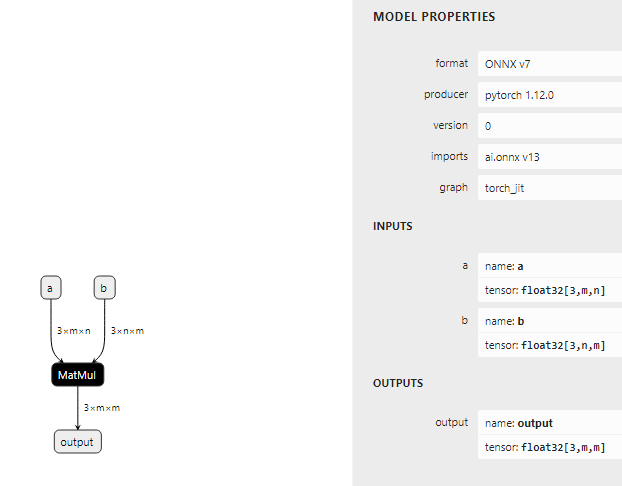 MODEL PROPERTIES
format ONNX v7
producer pytorch 1.12.0
version 0
imports ai.onnx v13
graph torch_jit
INPUTS
a name: a
tensor: float32[3,m,n]
b name: b
tensor: float32[3,n,m]
OUTPUTS
output name: output
tensor: float32[3,m,m]
a b
3×m×n 3×n×m
MatMul
3×m×m
output